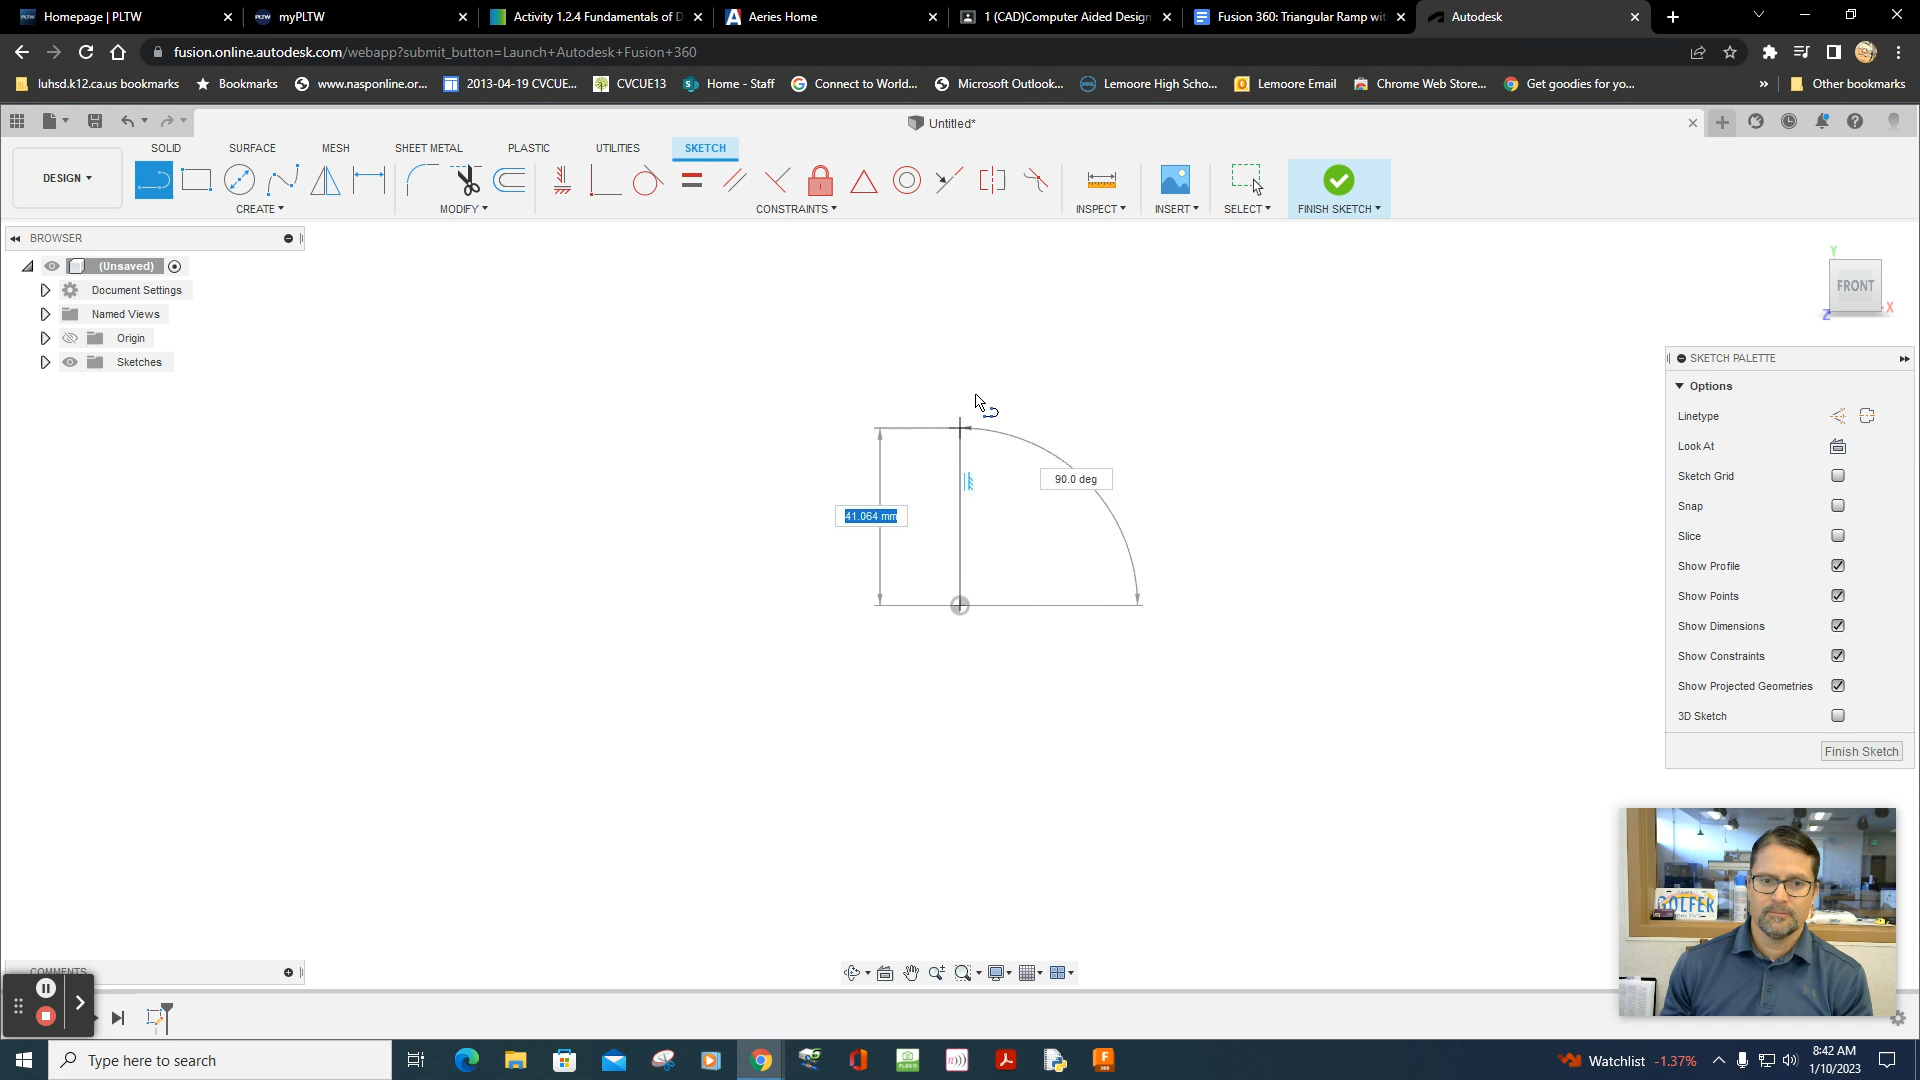 Homepage | PLTW
myPLTW
Activity 1.2.4 Fundamentals of D
Aeries Home
1 (CAD)Computer Aided Design
Fusion 360: Triangular Ramp wit
Autodesk
fusion.online.autodesk.com/webapp?submit_button=Launch+Autodesk+Fusion+360
luhsd.k12.ca.us bookmarks
Bookmarks
www.nasponline.or...
2013-04-19 CVCUE...
CVCUE13
Home - Staff
Connect to World...
Microsoft Outlook...
Lemoore High Scho...
Lemoore Email
Chrome Web Store...
Get goodies for yo...
»
Other bookmarks
Untitled*
SOLID
SURFACE
MESH
SHEET METAL
PLASTIC
UTILITIES
SKETCH
DESIGN
CREATE
MODIFY
CONSTRAINTS
INSPECT
INSERT
SELECT
FINISH SKETCH
BROWSER
(Unsaved)
Document Settings
Named Views
Origin
Sketches
Y
FRONT
X
Z
90.0 deg
41.064 mm
SKETCH PALETTE
Options
Linetype
Look At
Sketch Grid
Snap
Slice
Show Profile
Show Points
Show Dimensions
Show Constraints
Show Projected Geometries
3D Sketch
Finish Sketch
GOLFER
COMMENTS
Type here to search
Watchlist -1.37%
8:42 AM
1/10/2023